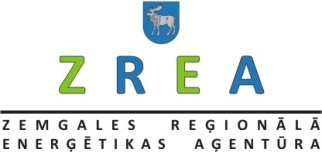 ZREA
ZEMGALES REĢIONĀLĀ
ENERĢĒTIKAS AĢENTŪRA